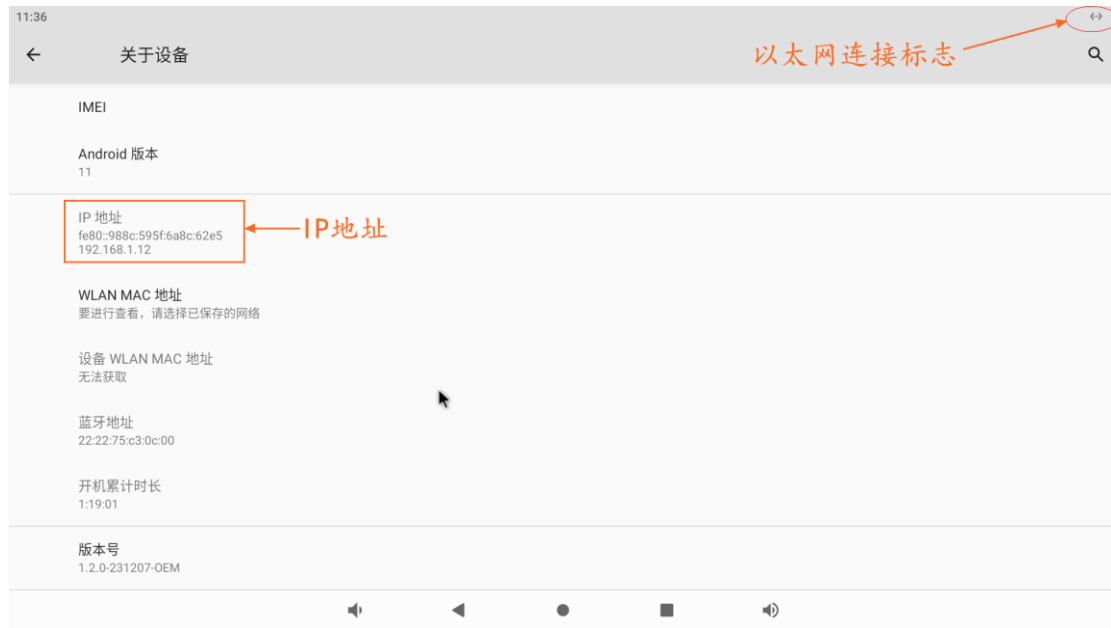 11:36
关于设备
以太网连接标志
IMEI
Android 版本
11
IP 地址
fe80::988c:595f:6a8c:62e5
192.168.1.12
IP地址
WLAN MAC 地址
要进行查看，请选择已保存的网络
设备 WLAN MAC 地址
无法获取
蓝牙地址
22:22:75:c3:0c:00
开机累计时长
1:19:01
版本号
1.2.0-231207-OEM